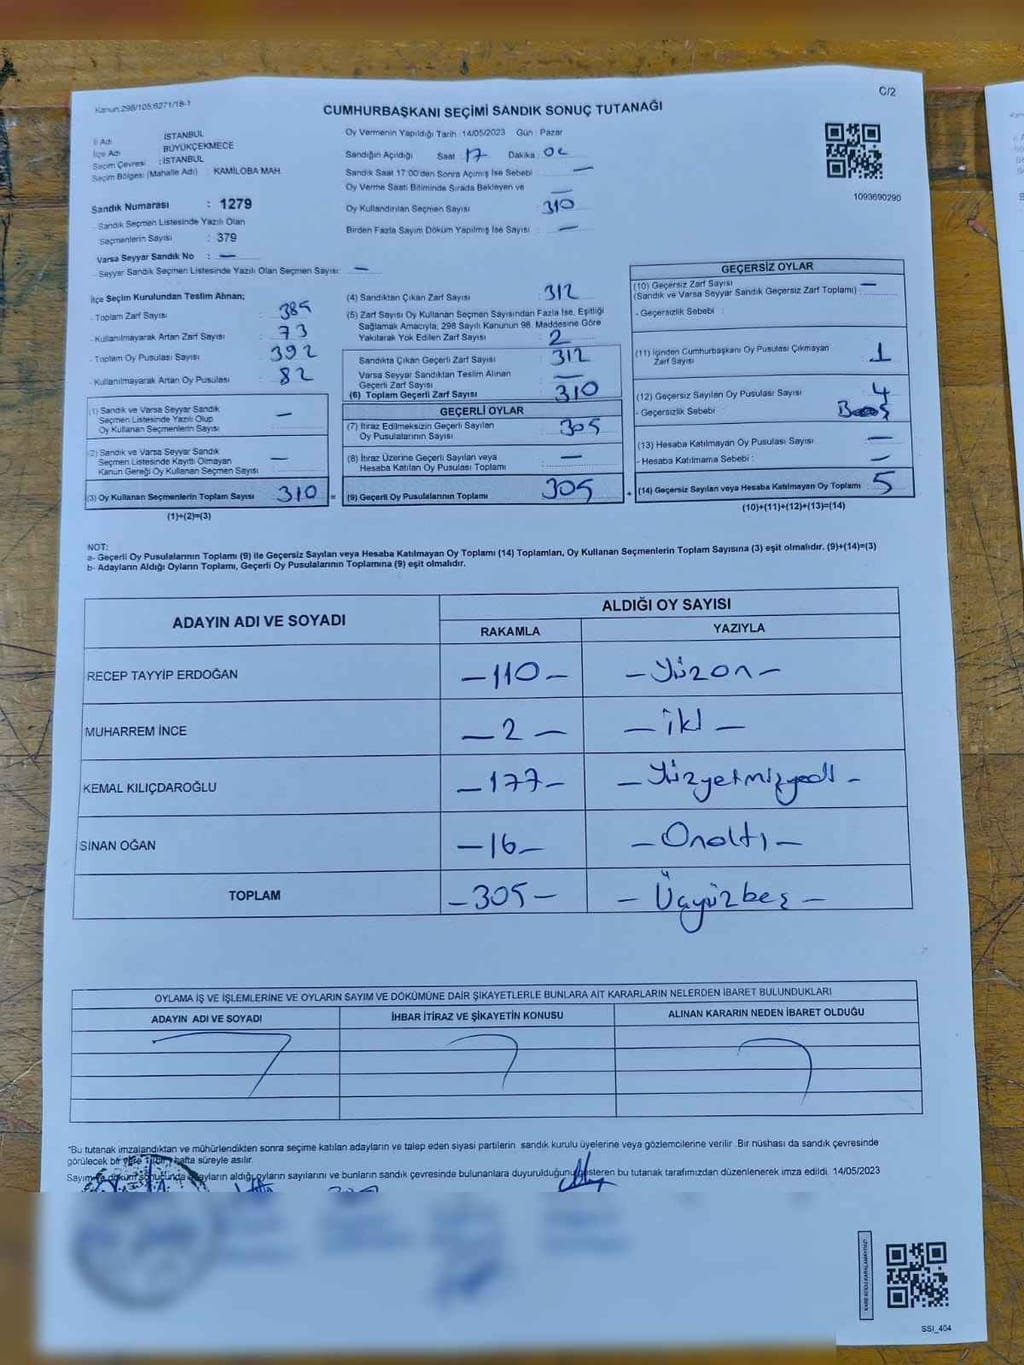 Kanun:298/105;6271/18-1
C/2
CUMHURBAŞKANI SEÇİMİ SANDIK SONUÇ TUTANAĞI
İl Adı : İSTANBUL
İlçe Adı : BÜYÜKÇEKMECE
Seçim Çevresi : İSTANBUL
Seçim Bölgesi (Mahalle Adı) : KAMİLOBA MAH.
Sandık Numarası : 1279
- Sandık Seçmen Listesinde Yazılı Olan
Seçmenlerin Sayısı : 379
Varsa Seyyar Sandık No : —
- Seyyar Sandık Seçmen Listesinde Yazılı Olan Seçmen Sayısı: —
Oy Vermenin Yapıldığı Tarih :14/05/2023 Gün : Pazar
Sandığın Açıldığı Saat : 17 Dakika :
Sandık Saat 17:00'den Sonra Açılmış İse Sebebi : —
Oy Verme Saati Bitiminde Sırada Bekleyen ve —
Oy Kullandırılan Seçmen Sayısı : 310
Birden Fazla Sayım Döküm Yapılmış İse Sayısı : —
1093690290
İlçe Seçim Kurulundan Teslim Alınan;
- Toplam Zarf Sayısı : 385
- Kullanılmayarak Artan Zarf Sayısı : 73
- Toplam Oy Pusulası Sayısı : 392
- Kullanılmayarak Artan Oy Pusulası : 82
(1) Sandık ve Varsa Seyyar Sandık
Seçmen Listesinde Yazılı Olup
Oy Kullanan Seçmenlerin Sayısı : —
(2) Sandık ve Varsa Seyyar Sandık
Seçmen Listesinde Kayıtlı Olmayan
Kanun Gereği Oy Kullanan Seçmen Sayısı : —
(3) Oy Kullanan Seçmenlerin Toplam Sayısı : 310 =
(1)+(2)=(3)
(4) Sandıktan Çıkan Zarf Sayısı : 312
(5) Zarf Sayısı Oy Kullanan Seçmen Sayısından Fazla İse, Eşitliği
Sağlamak Amacıyla, 298 Sayılı Kanunun 98. Maddesine Göre
Yakılarak Yok Edilen Zarf Sayısı : 2
Sandıkta Çıkan Geçerli Zarf Sayısı : 312
Varsa Seyyar Sandıktan Teslim Alınan
Geçerli Zarf Sayısı : —
(6) Toplam Geçerli Zarf Sayısı : 310
GEÇERLİ OYLAR
(7) İtiraz Edilmeksizin Geçerli Sayılan
Oy Pusulalarının Sayısı : 305
(8) İtiraz Üzerine Geçerli Sayılan veya
Hesaba Katılan Oy Pusulası Toplamı : —
(9) Geçerli Oy Pusulalarının Toplamı : 305 +
GEÇERSİZ OYLAR
(10) Geçersiz Zarf Sayısı : —
(Sandık ve Varsa Seyyar Sandık Geçersiz Zarf Toplamı)
- Geçersizlik Sebebi :
(11) İçinden Cumhurbaşkanı Oy Pusulası Çıkmayan
Zarf Sayısı : 1
(12) Geçersiz Sayılan Oy Pusulası Sayısı : 4
- Geçersizlik Sebebi :
(13) Hesaba Katılmayan Oy Pusulası Sayısı : —
- Hesaba Katılmama Sebebi : —
(14) Geçersiz Sayılan veya Hesaba Katılmayan Oy Toplamı : 5
(10)+(11)+(12)+(13)=(14)
NOT:
a- Geçerli Oy Pusulalarının Toplamı (9) ile Geçersiz Sayılan veya Hesaba Katılmayan Oy Toplamı (14) Toplamları, Oy Kullanan Seçmenlerin Toplam Sayısına (3) eşit olmalıdır. (9)+(14)=(3)
b- Adayların Aldığı Oyların Toplamı, Geçerli Oy Pusulalarının Toplamına (9) eşit olmalıdır.
ADAYIN ADI VE SOYADI
ALDIĞI OY SAYISI
RAKAMLA YAZIYLA
RECEP TAYYİP ERDOĞAN -110- -Yüzon-
MUHARREM İNCE -2- -iki-
KEMAL KILIÇDAROĞLU -177- -Yüzyetmişyedi-
SİNAN OĞAN -16- -Onaltı-
TOPLAM -305- -Üçyüzbeş-
OYLAMA İŞ VE İŞLEMLERİNE VE OYLARIN SAYIM VE DÖKÜMÜNE DAİR ŞİKAYETLERLE BUNLARA AİT KARARLARIN NELERDEN İBARET BULUNDUKLARI
ADAYIN ADI VE SOYADI İHBAR İTİRAZ VE ŞİKAYETİN KONUSU ALINAN KARARIN NEDEN İBARET OLDUĞU
"Bu tutanak imzalandıktan ve mühürlendikten sonra seçime katılan adayların ve talep eden siyasi partilerin sandık kurulu üyelerine veya gözlemcilerine verilir. Bir nüshası da sandık çevresinde
görülecek bir yere 1(bir) hafta süreyle asılır.
Sayım ve döküm sonucunda adayların aldığı oyların sayılarını ve bunların sandık çevresinde bulunanlara duyurulduğunu gösteren bu tutanak tarafımızdan düzenlenerek imza edildi. 14/05/2023
SSİ_404